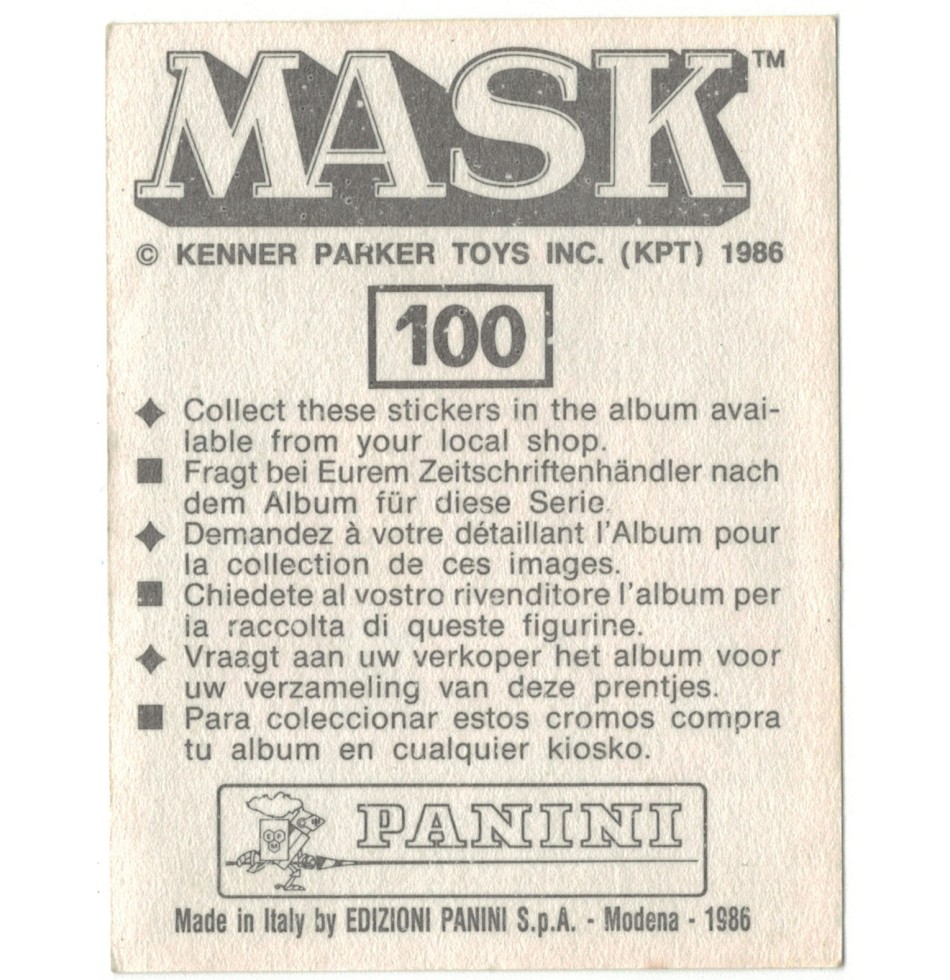 MASK™
© KENNER PARKER TOYS INC. (KPT) 1986
100
Collect these stickers in the album avai-
lable from your local shop.
Fragt bei Eurem Zeitschriftenhändler nach
dem Album für diese Serie.
Demandez à votre détaillant l'Album pour
la collection de ces images.
Chiedete al vostro rivenditore l'album per
la raccolta di queste figurine.
Vraagt aan uw verkoper het album voor
uw verzameling van deze prentjes.
Para coleccionar estos cromos compra
tu album en cualquier kiosko.
PANINI
Made in Italy by EDIZIONI PANINI S.p.A. - Modena - 1986